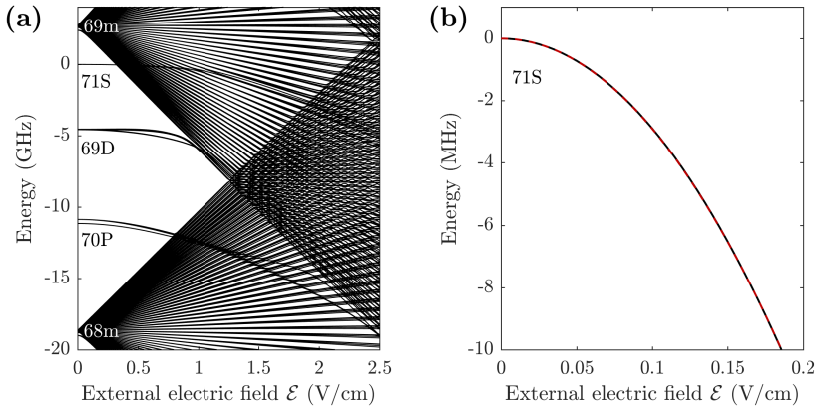 (a)
69m
0
71S
-5
69D
Energy (GHz)
-10
70P
-15
68m
-20
0 0.5 1 1.5 2 2.5
External electric field ℰ (V/cm)
(b)
0
71S
-2
-4
Energy (MHz)
-6
-8
-10
0 0.05 0.1 0.15 0.2
External electric field ℰ (V/cm)